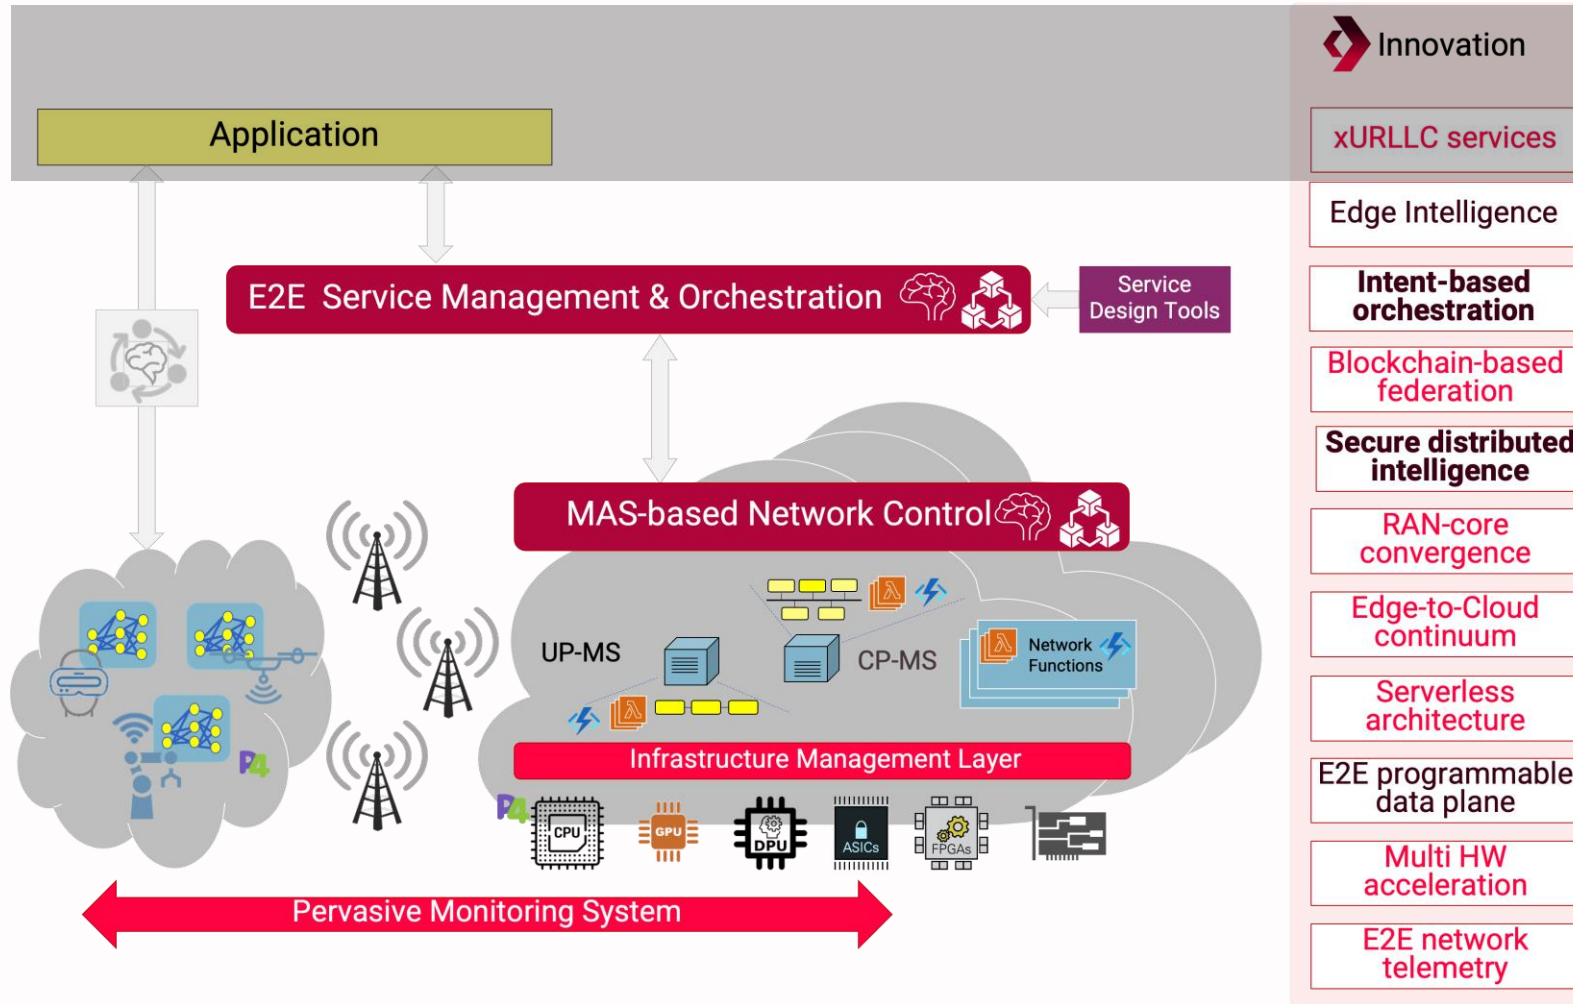 Innovation
Application
xURLLC services
Edge Intelligence
E2E Service Management & Orchestration
Service
Design Tools
Intent-based
orchestration
Blockchain-based
federation
Secure distributed
intelligence
MAS-based Network Control
RAN-core
convergence
UP-MS
CP-MS
λ
λ
λ
Network
Functions
Edge-to-Cloud
continuum
Serverless
architecture
Infrastructure Management Layer
P4
P4
CPU
GPU
DPU
ASICs
FPGAs
E2E programmable
data plane
Multi HW
acceleration
Pervasive Monitoring System
E2E network
telemetry